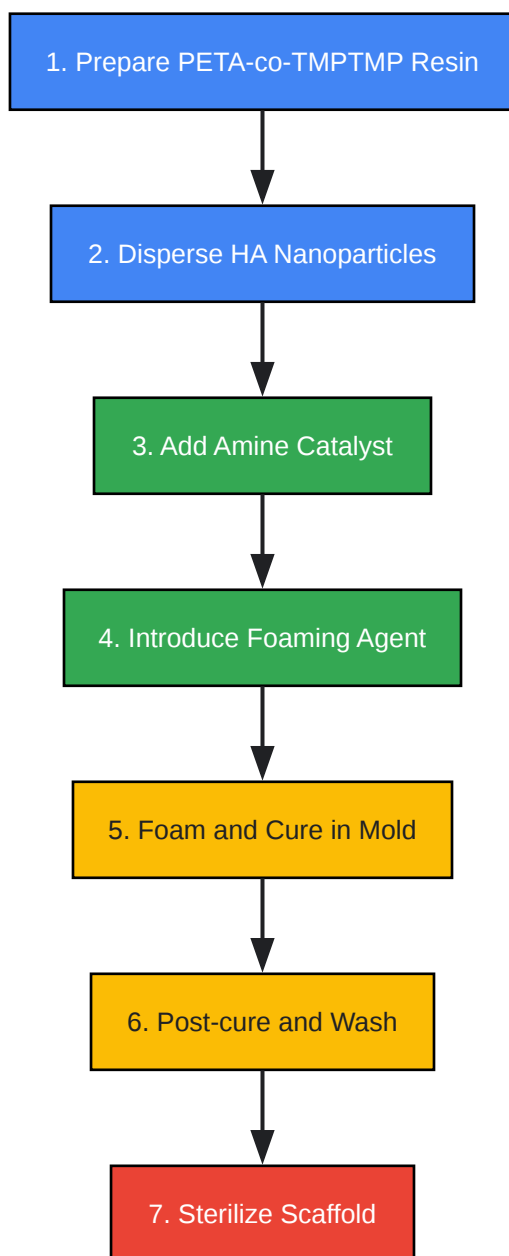 1. Prepare PETA-co-TMPTMP Resin
2. Disperse HA Nanoparticles
3. Add Amine Catalyst
4. Introduce Foaming Agent
5. Foam and Cure in Mold
6. Post-cure and Wash
7. Sterilize Scaffold